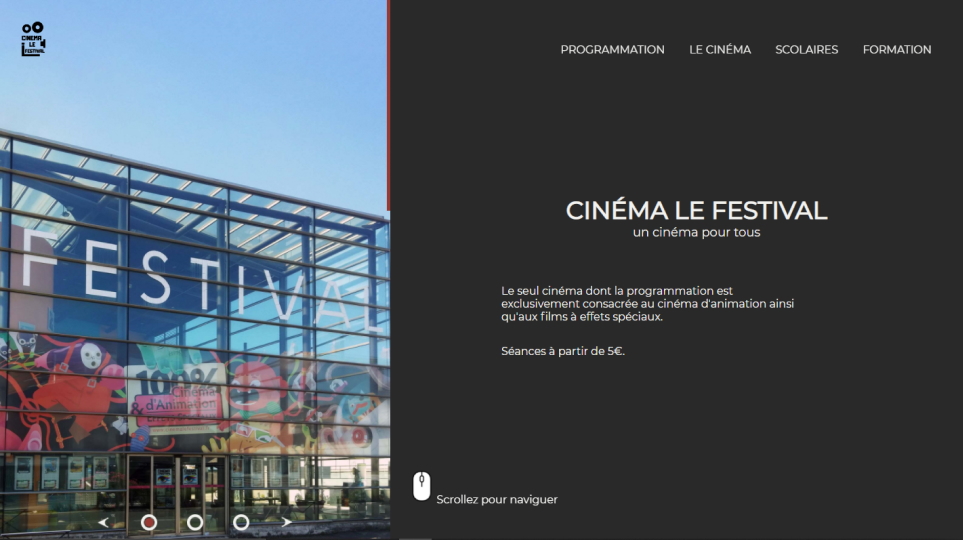 CINEMA
LE
FESTIVAL
PROGRAMMATION LE CINÉMA SCOLAIRES FORMATION
FESTIVAL
100%
Cinéma
d'Animation
&
CINÉMA LE FESTIVAL
un cinéma pour tous
Le seul cinéma dont la programmation est
exclusivement consacrée au cinéma d'animation ainsi
qu'aux films à effets spéciaux.
Séances à partir de 5€.
Scrollez pour naviguer